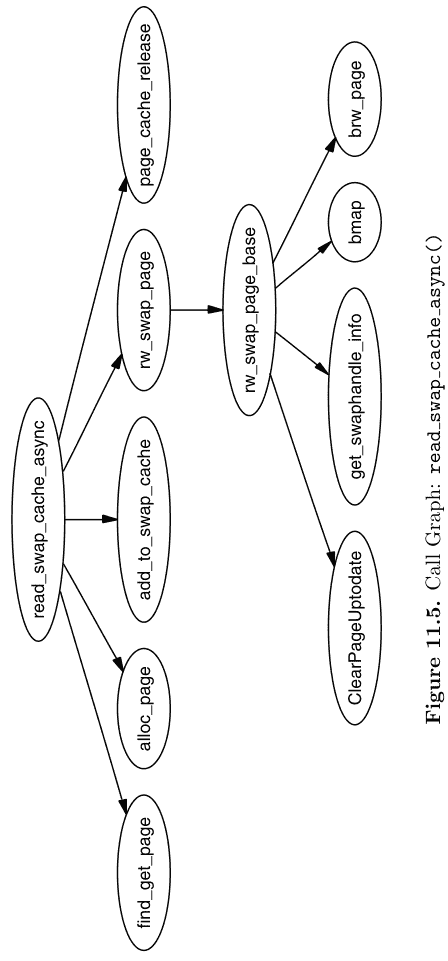 read_swap_cache_async
find_get_page
alloc_page
add_to_swap_cache
rw_swap_page
page_cache_release
rw_swap_page_base
ClearPageUptodate
get_swaphandle_info
bmap
brw_page
Figure 11.5. Call Graph: read_swap_cache_async()